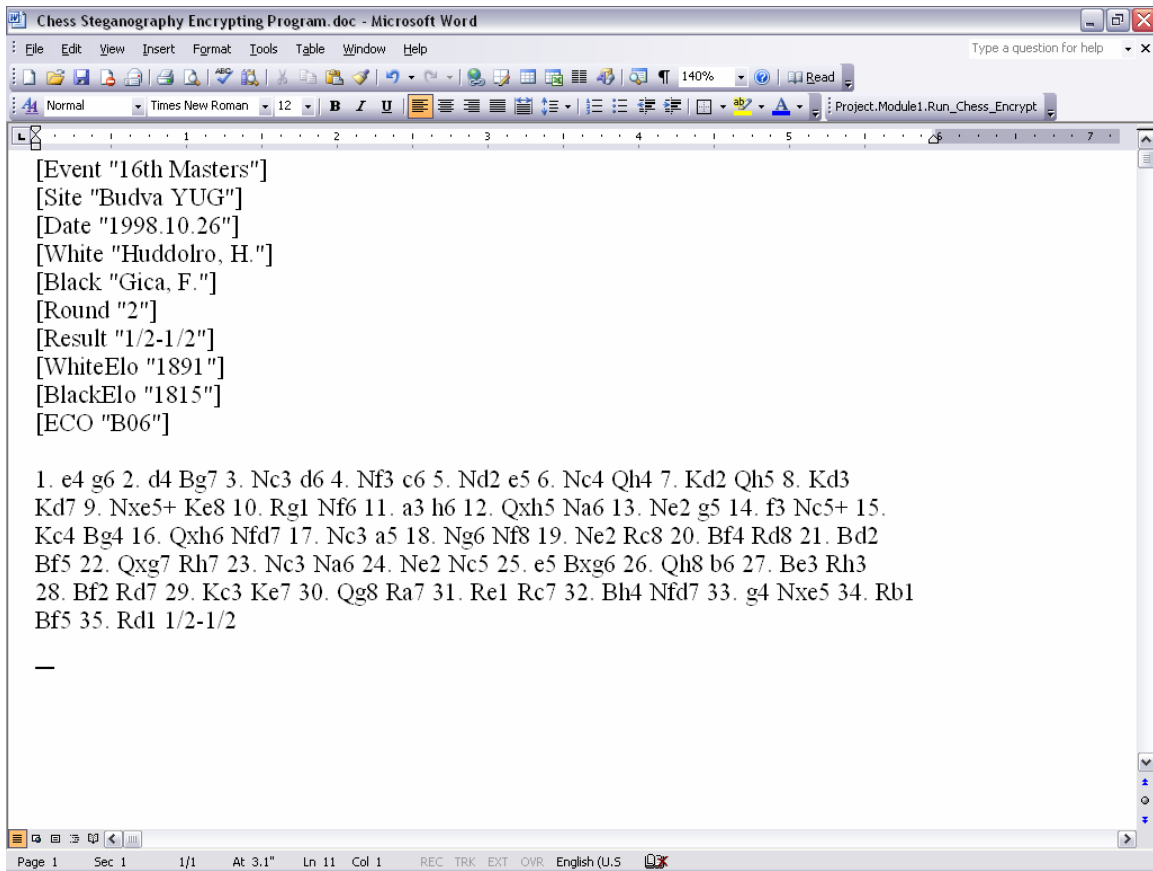 Chess Steganography Encrypting Program.doc - Microsoft Word
File Edit View Insert Format Tools Table Window Help Type a question for help
140% Read
Normal Times New Roman 12 B I U Project.Module1.Run_Chess_Encrypt
1 2 3 4 5 6 7
[Event "16th Masters"]
[Site "Budva YUG"]
[Date "1998.10.26"]
[White "Huddolro, H."]
[Black "Gica, F."]
[Round "2"]
[Result "1/2-1/2"]
[WhiteElo "1891"]
[BlackElo "1815"]
[ECO "B06"]
1. e4 g6 2. d4 Bg7 3. Nc3 d6 4. Nf3 c6 5. Nd2 e5 6. Nc4 Qh4 7. Kd2 Qh5 8. Kd3
Kd7 9. Nxe5+ Ke8 10. Rg1 Nf6 11. a3 h6 12. Qxh5 Na6 13. Ne2 g5 14. f3 Nc5+ 15.
Kc4 Bg4 16. Qxh6 Nfd7 17. Nc3 a5 18. Ng6 Nf8 19. Ne2 Rc8 20. Bf4 Rd8 21. Bd2
Bf5 22. Qxg7 Rh7 23. Nc3 Na6 24. Ne2 Nc5 25. e5 Bxg6 26. Qh8 b6 27. Be3 Rh3
28. Bf2 Rd7 29. Kc3 Ke7 30. Qg8 Ra7 31. Re1 Rc7 32. Bh4 Nfd7 33. g4 Nxe5 34. Rb1
Bf5 35. Rd1 1/2-1/2
Page 1 Sec 1 1/1 At 3.1" Ln 11 Col 1 REC TRK EXT OVR English (U.S